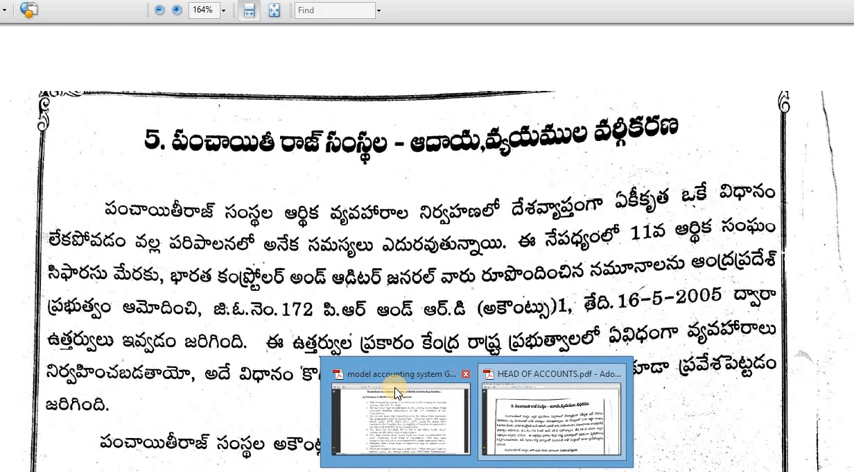 164%
Find
5. పంచాయితీ రాజ్ సంస్థల - ఆదాయ,వ్యయముల వర్గీకరణ
పంచాయితీరాజ్ సంస్థల ఆర్థిక వ్యవహారాల నిర్వహణలో దేశవ్యాప్తంగా ఏకీకృత ఒకే విధానం
లేకపోవడం వల్ల పరిపాలనలో అనేక సమస్యలు ఎదురవుతున్నాయి. ఈ నేపధ్యంలో 11వ ఆర్థిక సంఘం
సిఫారసు మేరకు, భారత కంప్ట్రోలర్ అండ్ ఆడిటర్ జనరల్ వారు రూపొందించిన నమూనాలను ఆంధ్రప్రదేశ్
ప్రభుత్వం ఆమోదించి, జి.ఓ.నెం.172 పి.ఆర్ అండ్ ఆర్.డి (అకౌంట్సు)1, తేది.16-5-2005 ద్వారా
ఉత్తర్వులు ఇవ్వడం జరిగింది. ఈ ఉత్తర్వుల ప్రకారం కేంద్ర రాష్ట్ర ప్రభుత్వాలలో ఏవిధంగా వ్యవహారాలు
నిర్వహించబడతాయో, అదే విధానం కూడా ప్రవేశపెట్టడం
జరిగింది.
పంచాయితీరాజ్ సంస్థల
model accounting system G...
HEAD OF ACCOUNTS.pdf - Ado...